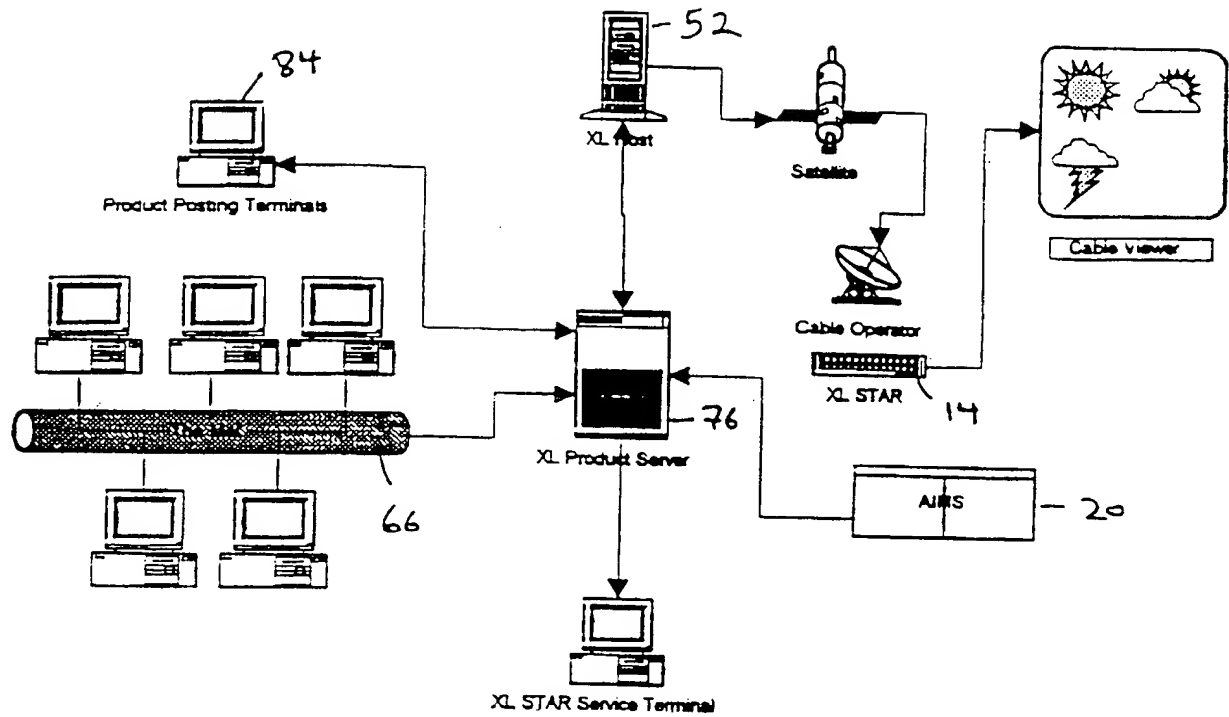 52
84
XL Host
Satellite
Product Posting Terminals
Cable viewer
Cable Operator
XL STAR
14
76
XL Product Server
66
AIMS
20
XL STAR Service Terminal